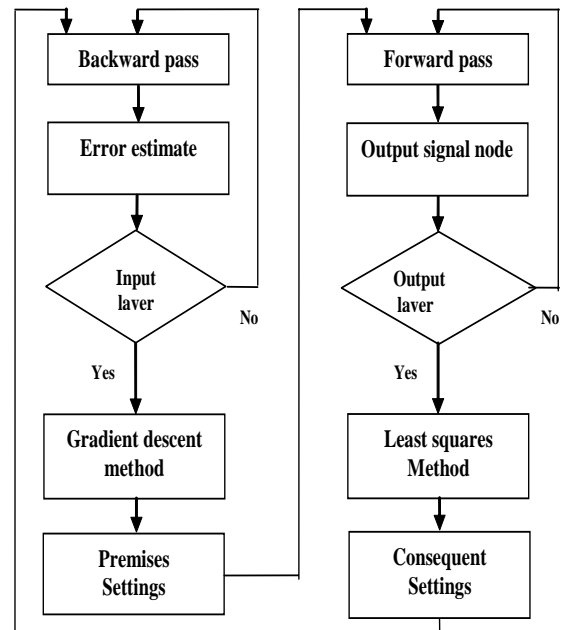 Backward pass
Error estimate
Input
laver
No
Yes
Gradient descent
method
Premises
Settings
Forward pass
Output signal node
Output
laver
No
Yes
Least squares
Method
Consequent
Settings